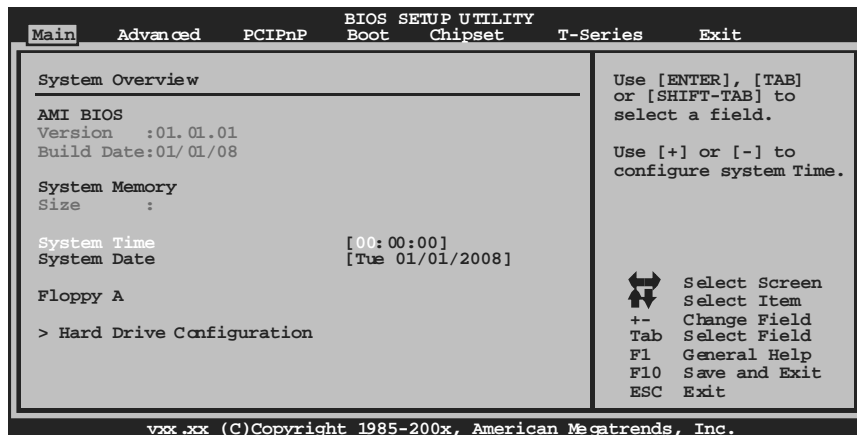 BIOS SETUP UTILITY
Main Advanced PCIPnP Boot Chipset T-Series Exit
System Overview
AMI BIOS
Version :01.01.01
Build Date:01/01/08
System Memory
Size :
System Time [00:00:00]
System Date [Tue 01/01/2008]
Floppy A
> Hard Drive Configuration
Use [ENTER], [TAB]
or [SHIFT-TAB] to
select a field.
Use [+] or [-] to
configure system Time.
Select Screen
Select Item
+- Change Field
Tab Select Field
F1 General Help
F10 Save and Exit
ESC Exit
vxx.xx (C)Copyright 1985-200x, American Megatrends, Inc.